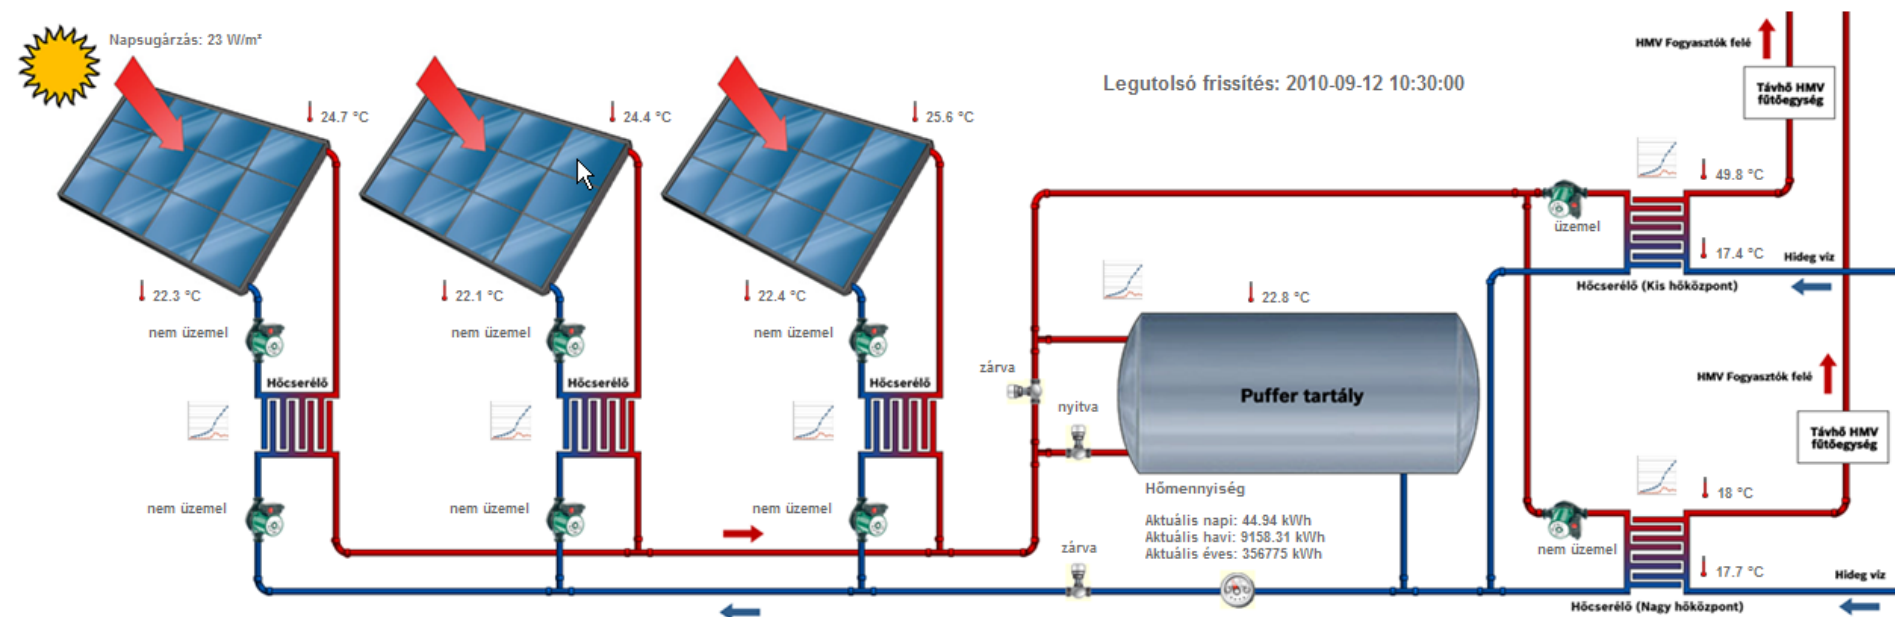 Napsugárzás: 23 W/m²
HMV Fogyasztók felé
Legutolsó frissítés: 2010-09-12 10:30:00
Távhő HMV
fűtőegység
24.7 °C
24.4 °C
25.6 °C
49.8 °C
üzemel
17.4 °C
Hideg víz
Hőcserélő (Kis hőközpont)
22.3 °C
22.1 °C
22.4 °C
22.8 °C
nem üzemel
nem üzemel
nem üzemel
zárva
HMV Fogyasztók felé
Hőcserélő
Hőcserélő
Hőcserélő
Puffer tartály
nyitva
Távhő HMV
fűtőegység
Hőmennyiség
18 °C
nem üzemel
nem üzemel
nem üzemel
Aktuális napi: 44.94 kWh
Aktuális havi: 9158.31 kWh
Aktuális éves: 356775 kWh
zárva
nem üzemel
17.7 °C
Hideg víz
Hőcserélő (Nagy hőközpont)